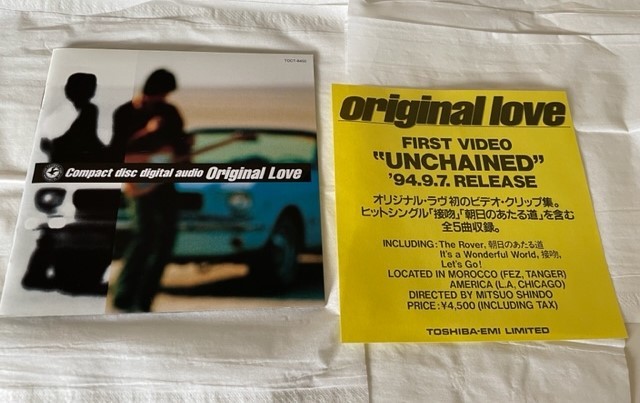 Compact disc digital audio Original Love
original love
FIRST VIDEO
"UNCHAINED"
'94.9.7. RELEASE
オリジナル・ラヴ初のビデオ・クリップ集。
ヒットシングル「接吻」「朝日のあたる道」を含む
全5曲収録。
INCLUDING: The Rover, 朝日のあたる道
It's a Wonderful World, 接吻,
Let's Go!
LOCATED IN MOROCCO (FEZ, TANGER)
AMERICA (L.A, CHICAGO)
DIRECTED BY MITSUO SHINDO
PRICE: ¥4,500 (INCLUDING TAX)
TOSHIBA-EMI LIMITED